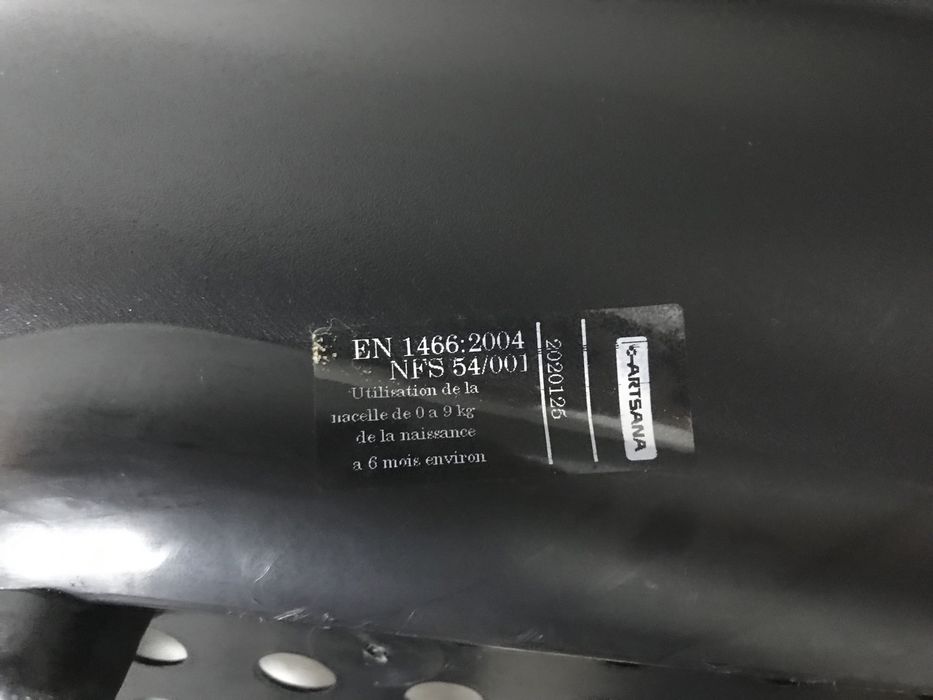 EN 1466:2004
NFS 54/001
Utilisation de la
nacelle de 0 a 9 kg
de la naissance
a 6 mois environ
2020125
ARTSANA